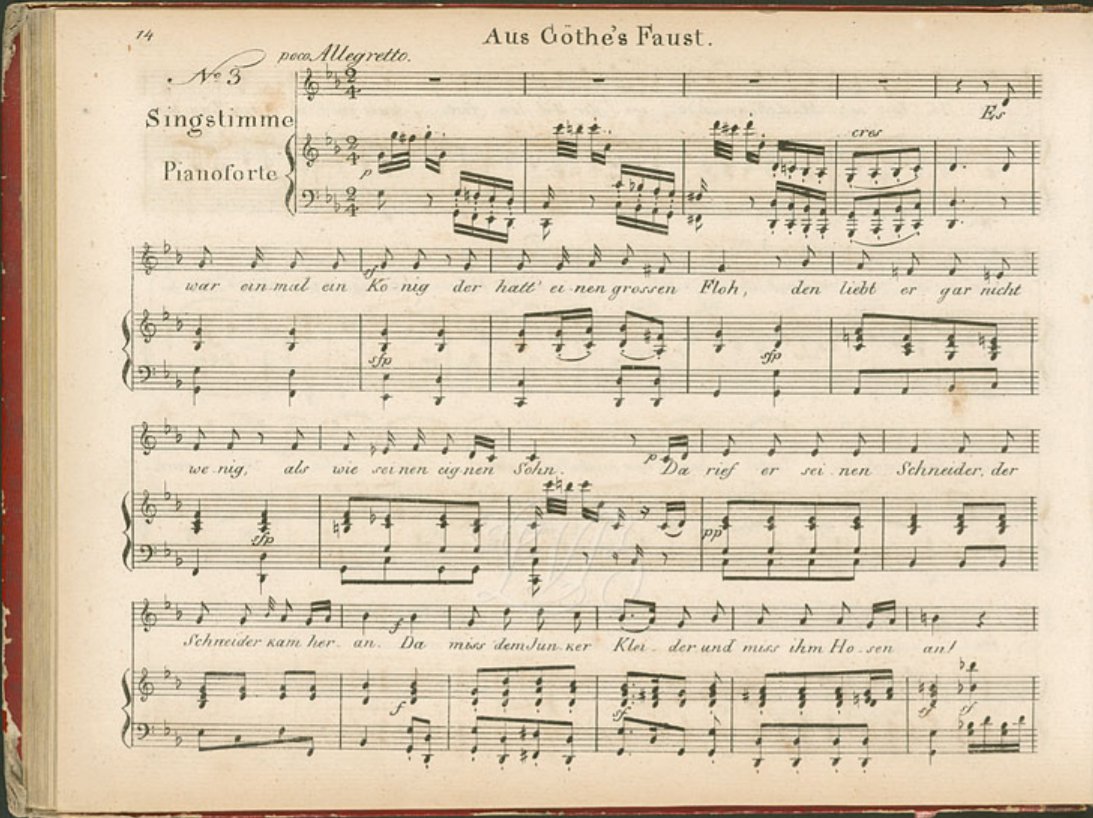 14
Aus Göthe's Faust.
poco Allegretto.
No 3
Singstimme
Es
Pianoforte
p
cres
war ein-mal ein Kö-nig der hatt' ei-nen grossen Floh, den liebt er gar nicht
sf
sfp sfp
we-nig, als wie sei nen eig-nen Sohn. Da rief er sei-nen Schneider, der
p
sfp pp
Schneider kam her-an. Da miss dem Jun-ker Klei-der und miss ihm Ho-sen an!
f
f sf sf sf